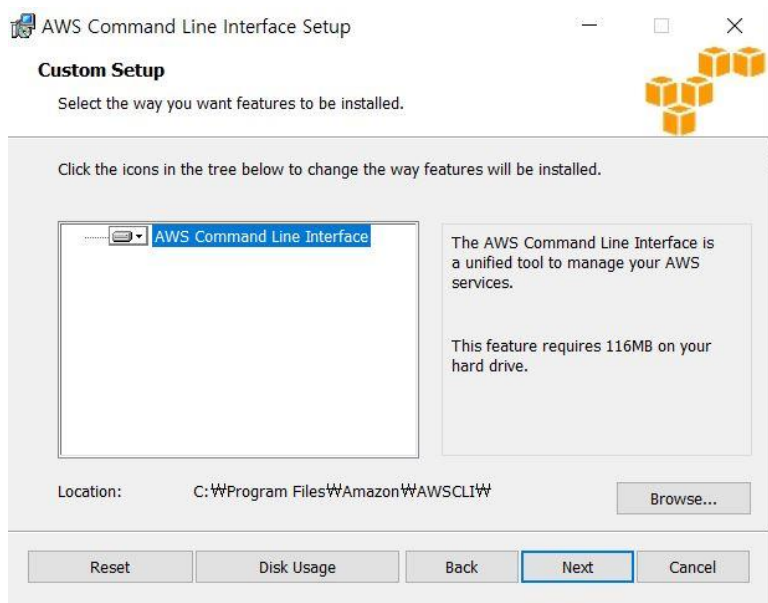 AWS Command Line Interface Setup
Custom Setup
Select the way you want features to be installed.
Click the icons in the tree below to change the way features will be installed.
AWS Command Line Interface
The AWS Command Line Interface is
a unified tool to manage your AWS
services.
This feature requires 116MB on your
hard drive.
Location: C:₩Program Files₩Amazon₩AWSCLI₩
Browse...
Reset Disk Usage Back Next Cancel